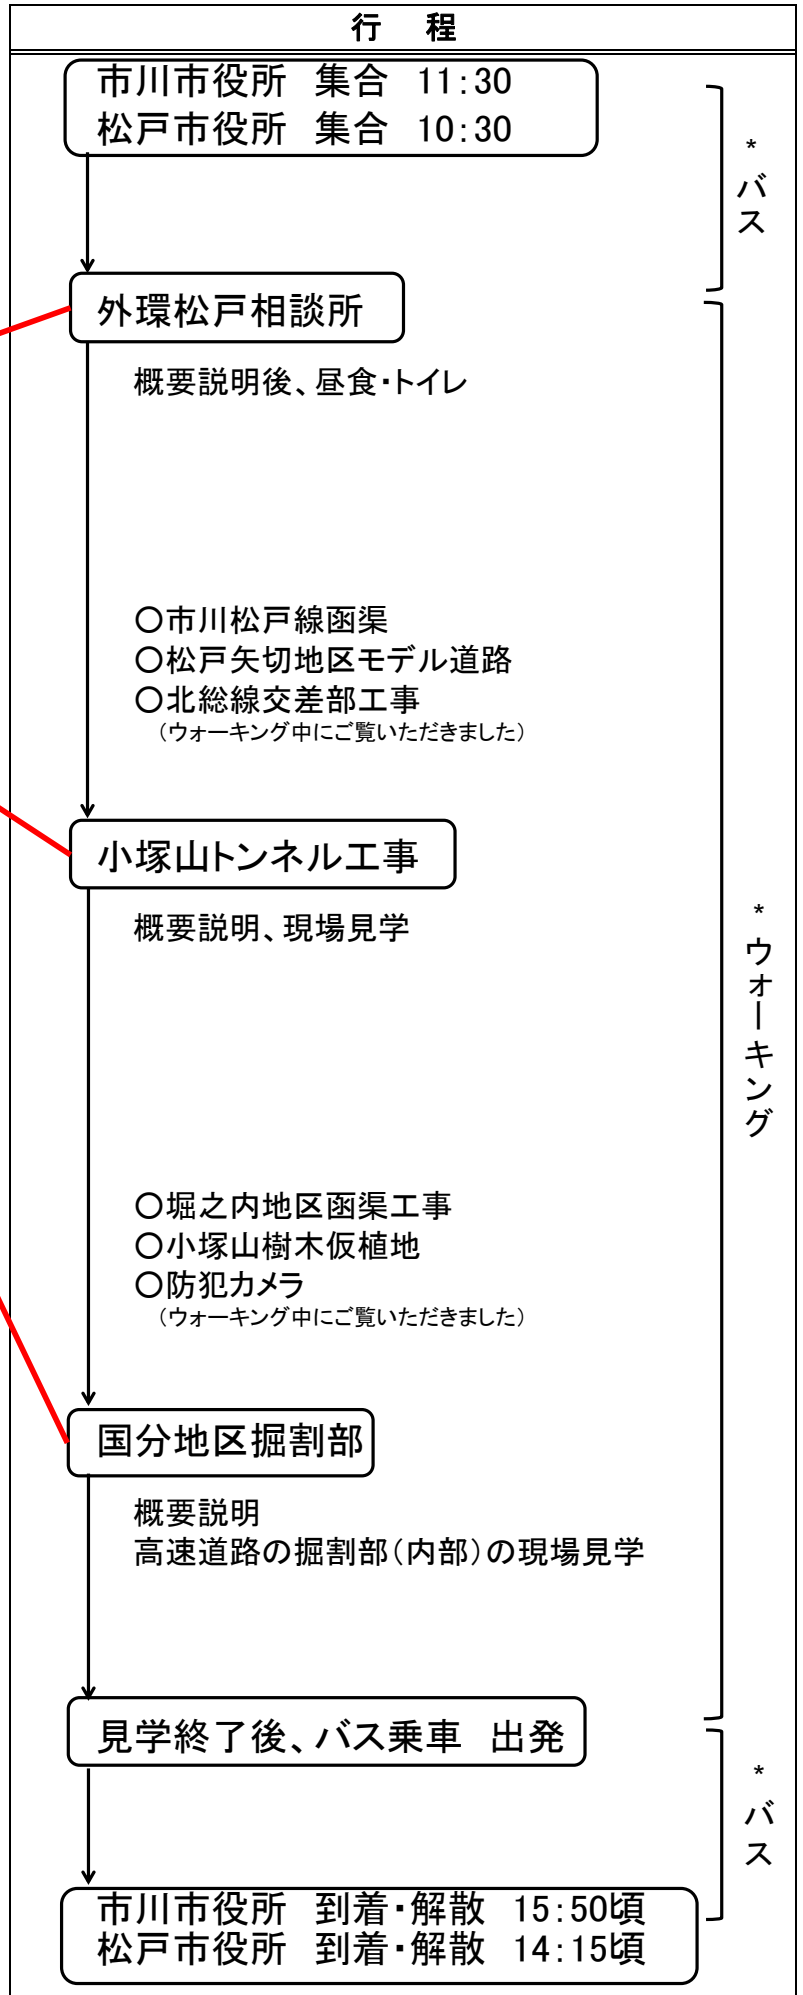 行　程
市川市役所　集合　11:30
松戸市役所　集合　10:30
*バス
外環松戸相談所
概要説明後、昼食・トイレ
○市川松戸線函渠
○松戸矢切地区モデル道路
○北総線交差部工事
（ウォーキング中にご覧いただきました）
小塚山トンネル工事
概要説明、現場見学
*ウォーキング
○堀之内地区函渠工事
○小塚山樹木仮植地
○防犯カメラ
（ウォーキング中にご覧いただきました）
国分地区掘割部
概要説明
高速道路の掘割部（内部）の現場見学
見学終了後、バス乗車　出発
*バス
市川市役所　到着・解散　15:50頃
松戸市役所　到着・解散　14:15頃